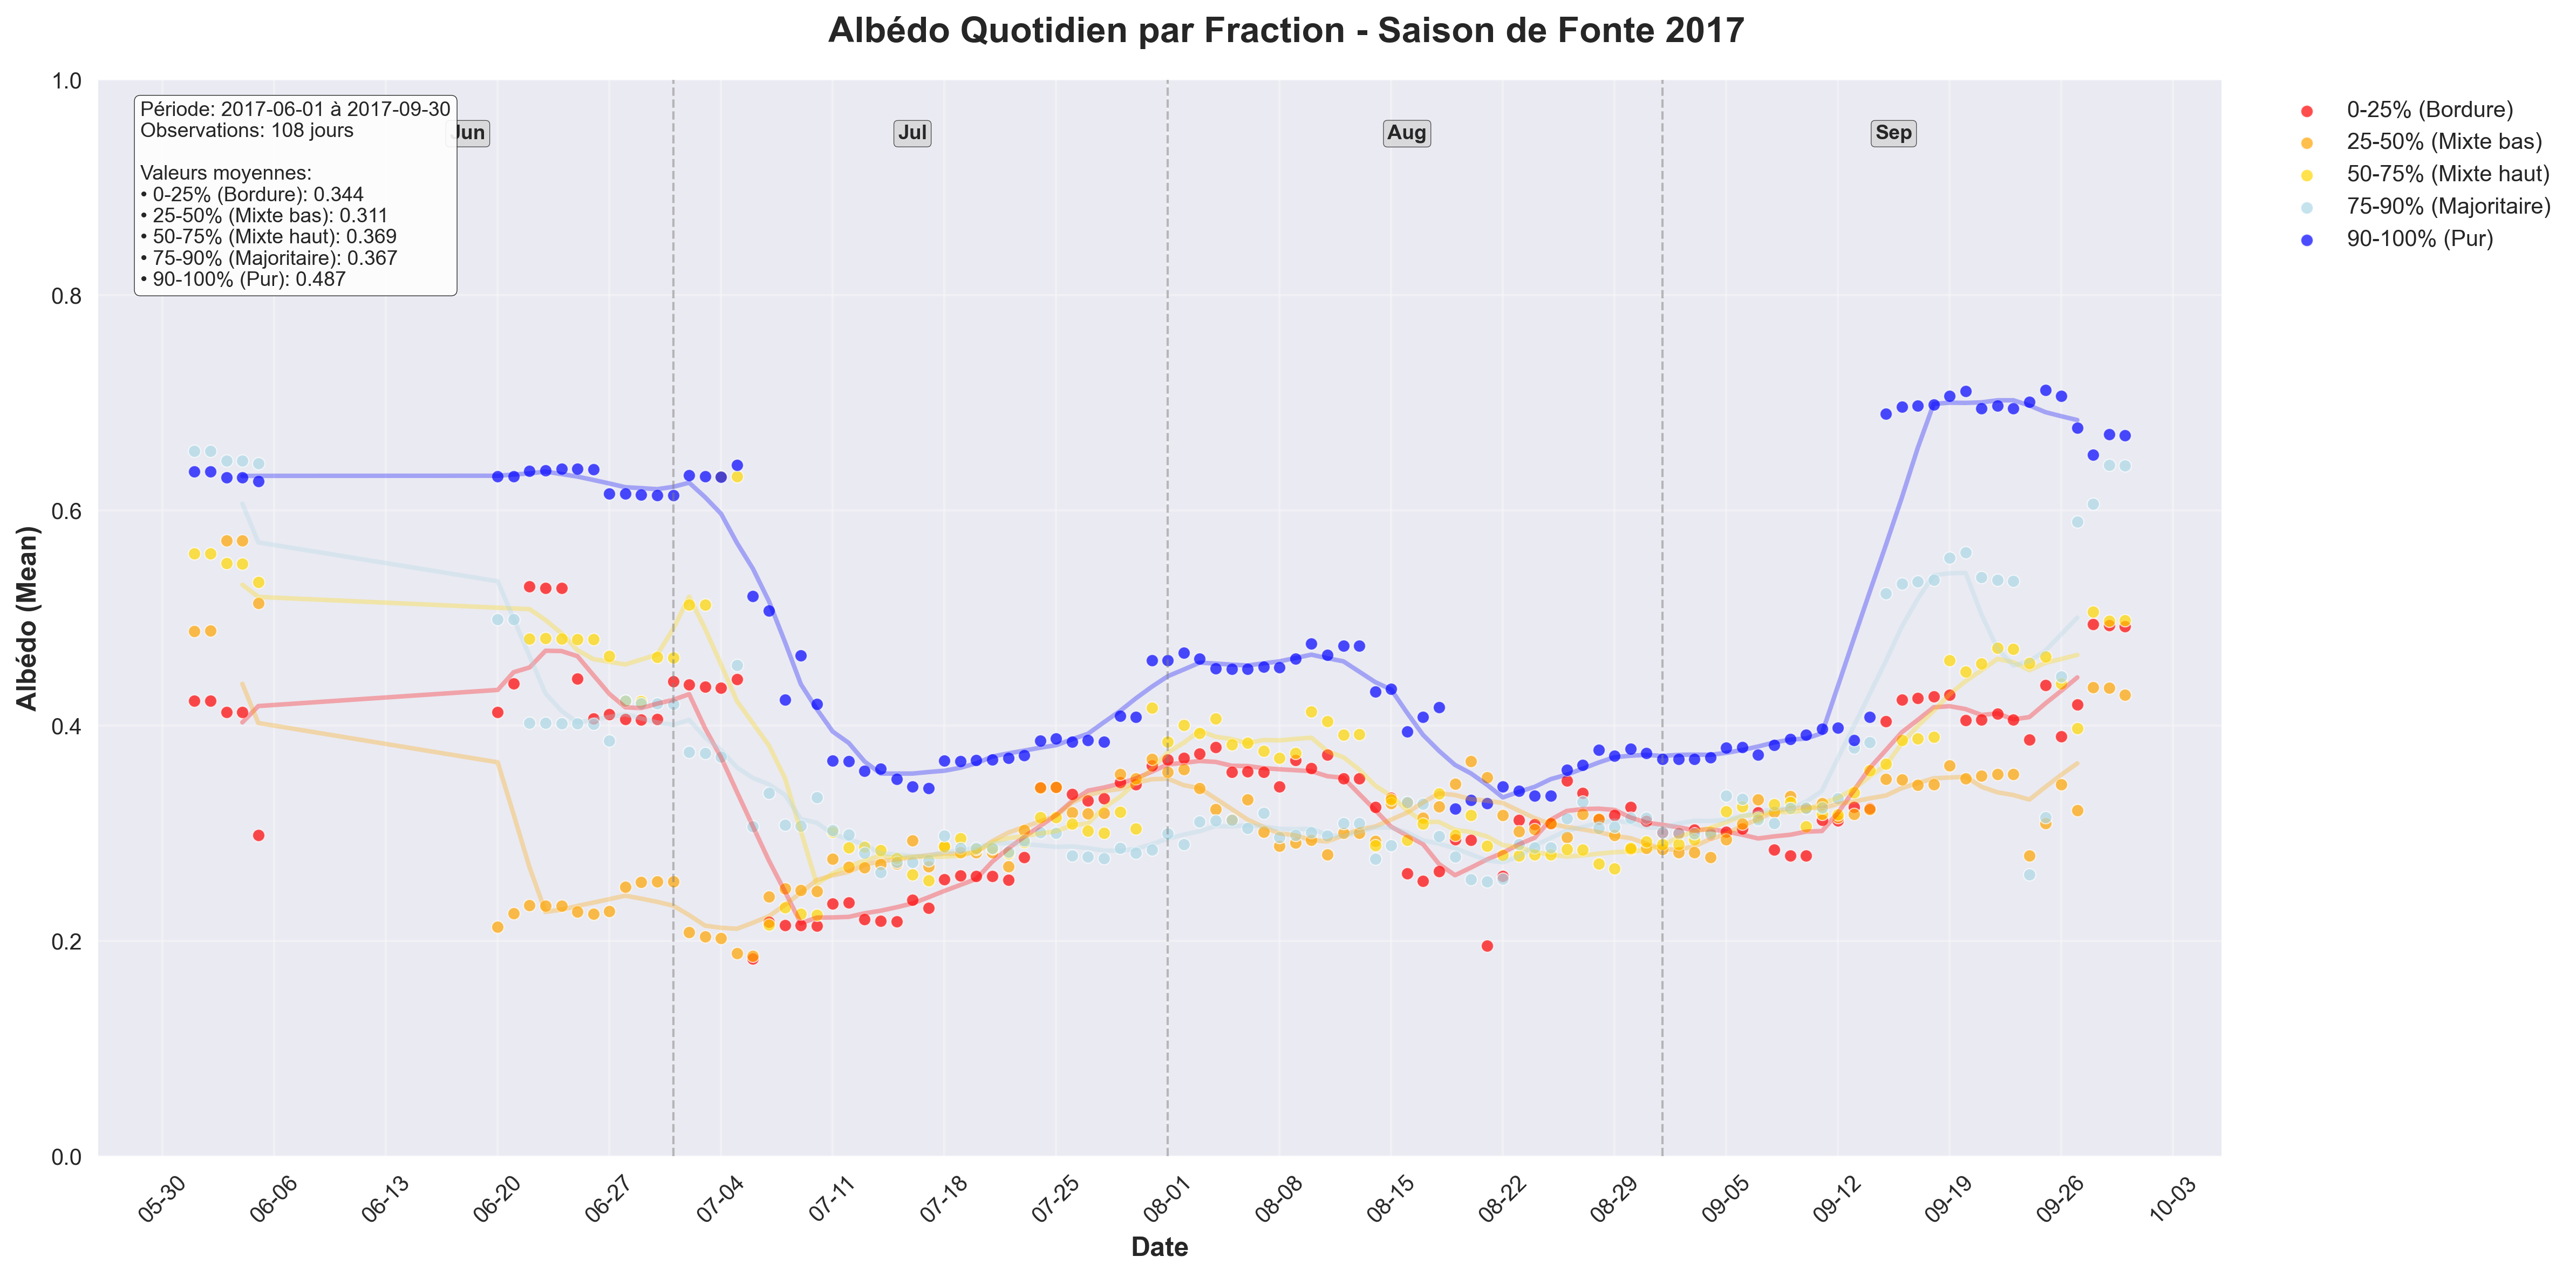 Albédo Quotidien par Fraction - Saison de Fonte 2017
Période: 2017-06-01 à 2017-09-30
Observations: 108 jours
Valeurs moyennes:
• 0-25% (Bordure): 0.344
• 25-50% (Mixte bas): 0.311
• 50-75% (Mixte haut): 0.369
• 75-90% (Majoritaire): 0.367
• 90-100% (Pur): 0.487
Jun
Jul
Aug
Sep
0-25% (Bordure)
25-50% (Mixte bas)
50-75% (Mixte haut)
75-90% (Majoritaire)
90-100% (Pur)
Albédo (Mean)
1.0
0.8
0.6
0.4
0.2
0.0
05-30
06-06
06-13
06-20
06-27
07-04
07-11
07-18
07-25
08-01
08-08
08-15
08-22
08-29
09-05
09-12
09-19
09-26
10-03
Date